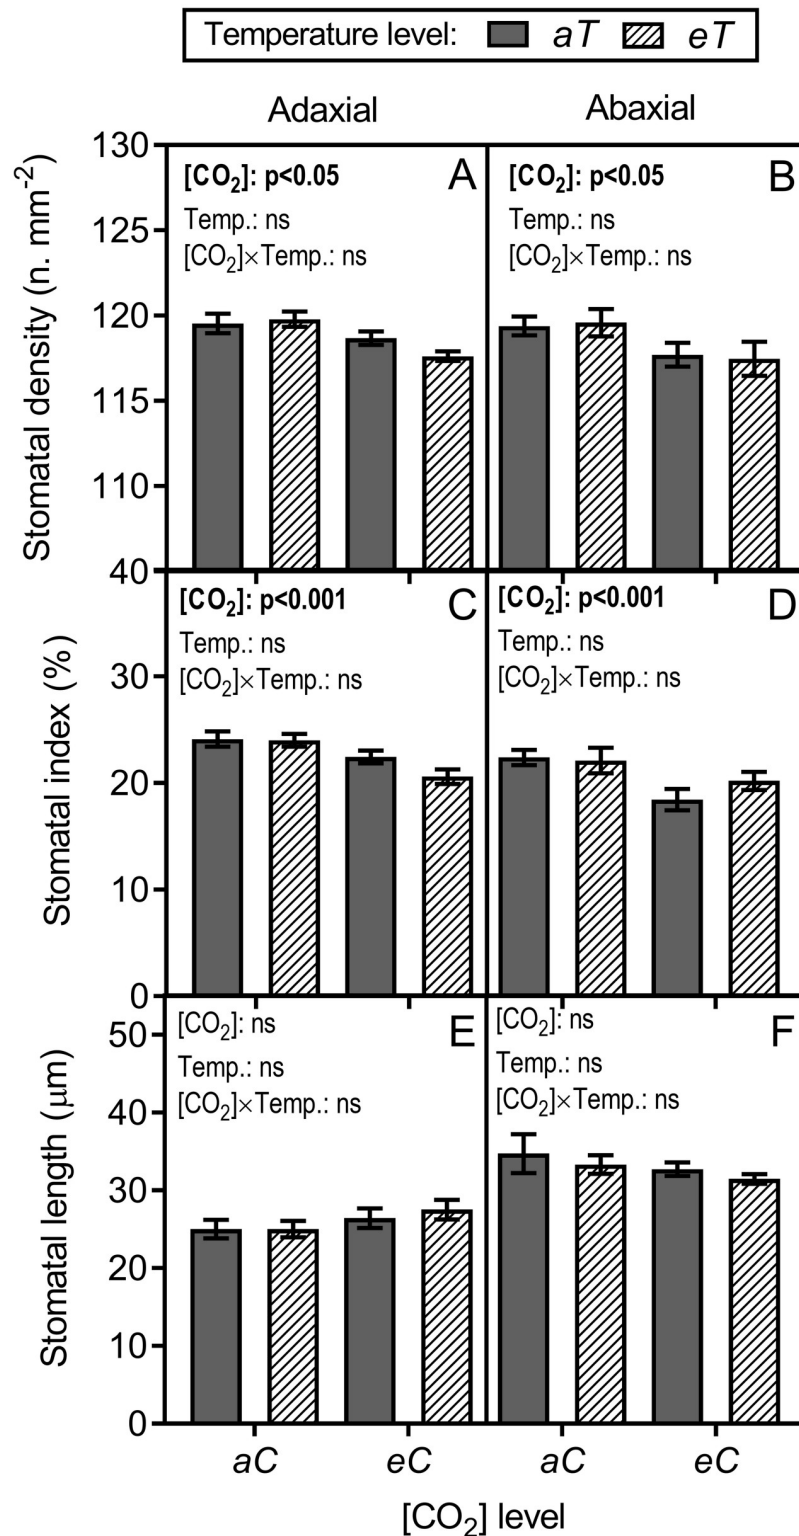 Temperature level: aT eT
Adaxial Abaxial
Stomatal density (n. mm-2)
130
125
120
115
110
[CO2]: p<0.05 A
Temp.: ns
[CO2]×Temp.: ns
[CO2]: p<0.05 B
Temp.: ns
[CO2]×Temp.: ns
Stomatal index (%)
40
30
20
10
0
[CO2]: p<0.001 C
Temp.: ns
[CO2]×Temp.: ns
[CO2]: p<0.001 D
Temp.: ns
[CO2]×Temp.: ns
Stomatal length (μm)
50
40
30
20
10
0
[CO2]: ns E
Temp.: ns
[CO2]×Temp.: ns
[CO2]: ns F
Temp.: ns
[CO2]×Temp.: ns
aC eC aC eC
[CO2] level